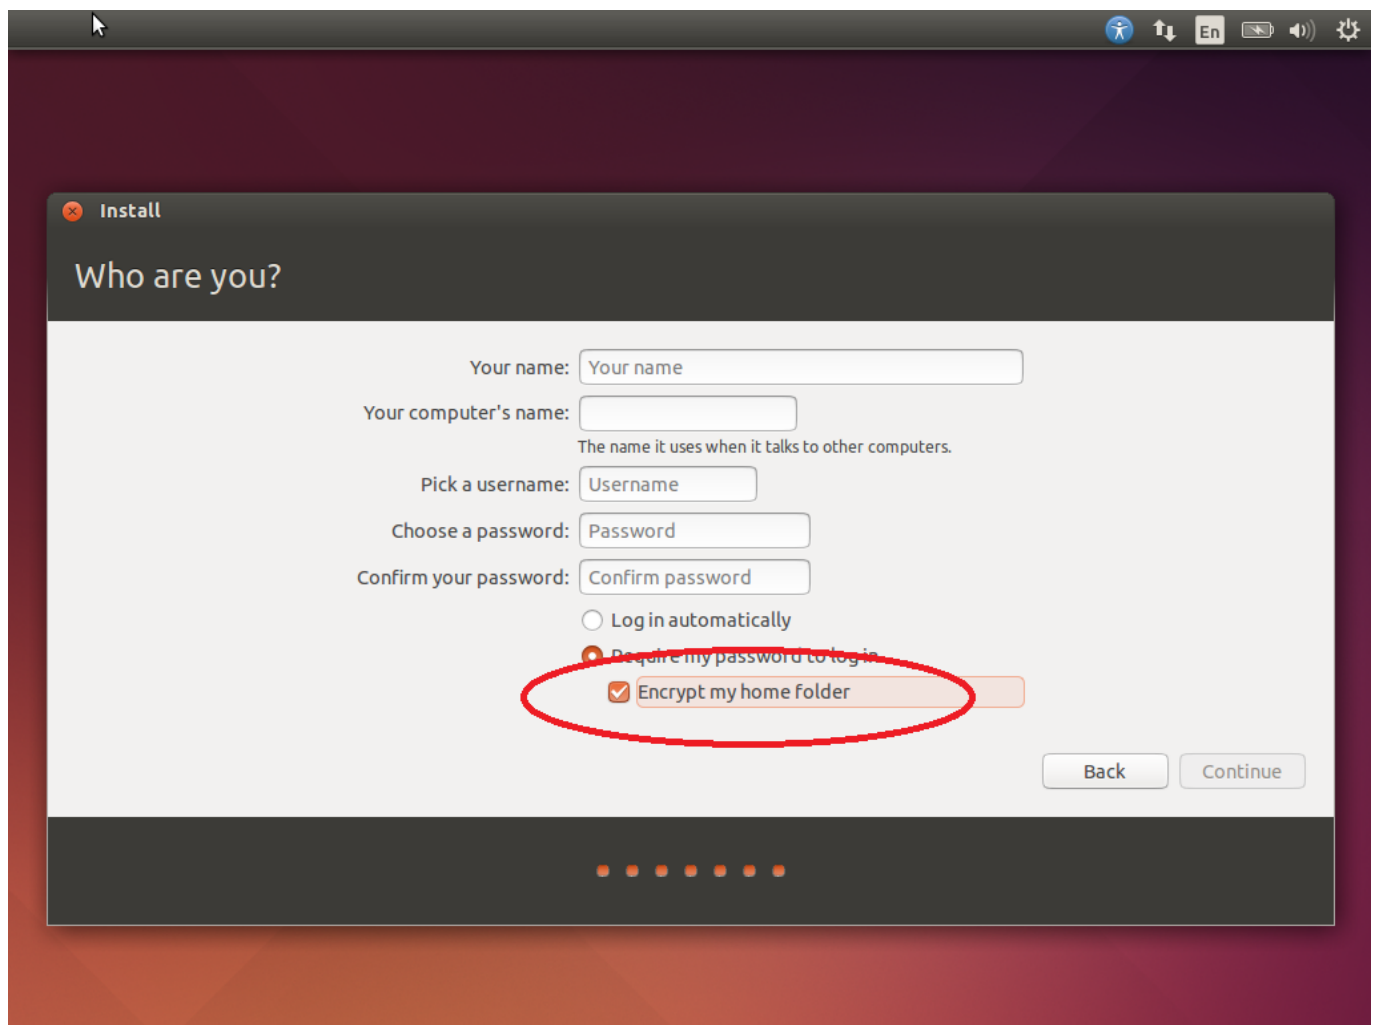 En
Install
Who are you?
Your name: Your name
Your computer's name:
The name it uses when it talks to other computers.
Pick a username: Username
Choose a password: Password
Confirm your password: Confirm password
Log in automatically
Require my password to log in
Encrypt my home folder
Back Continue